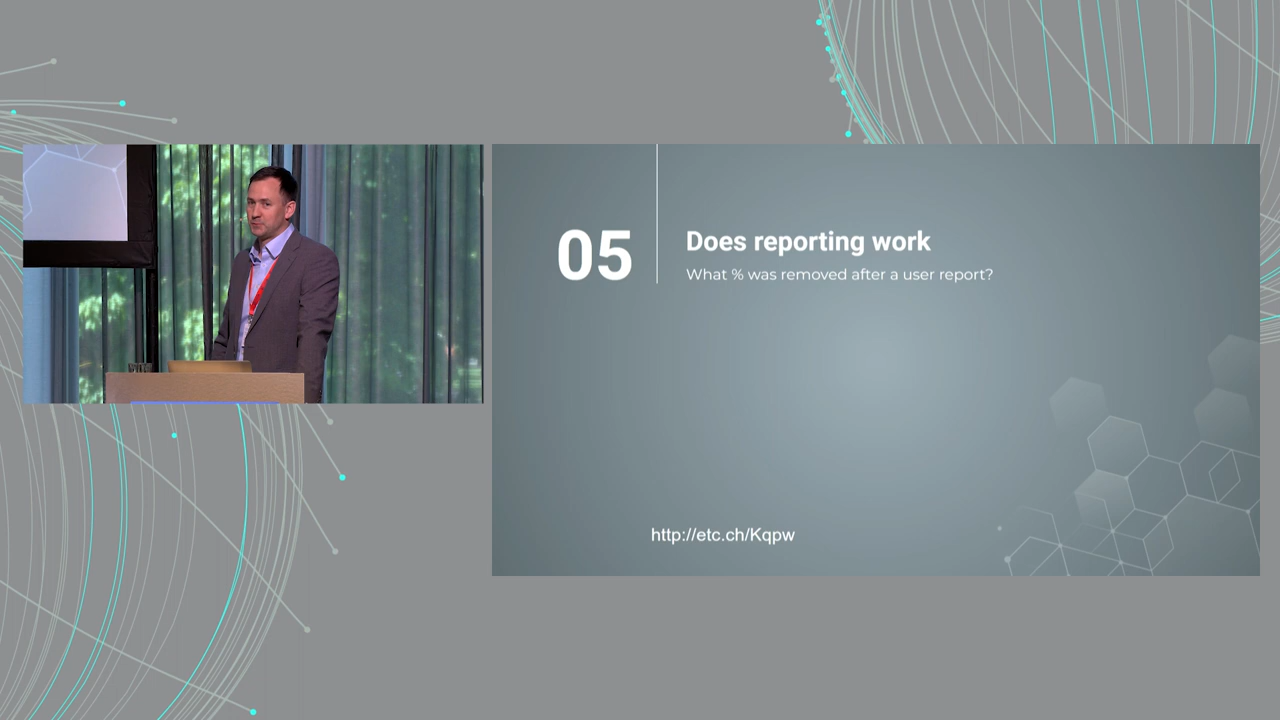 05
Does reporting work
What % was removed after a user report?
http://etc.ch/Kqpw